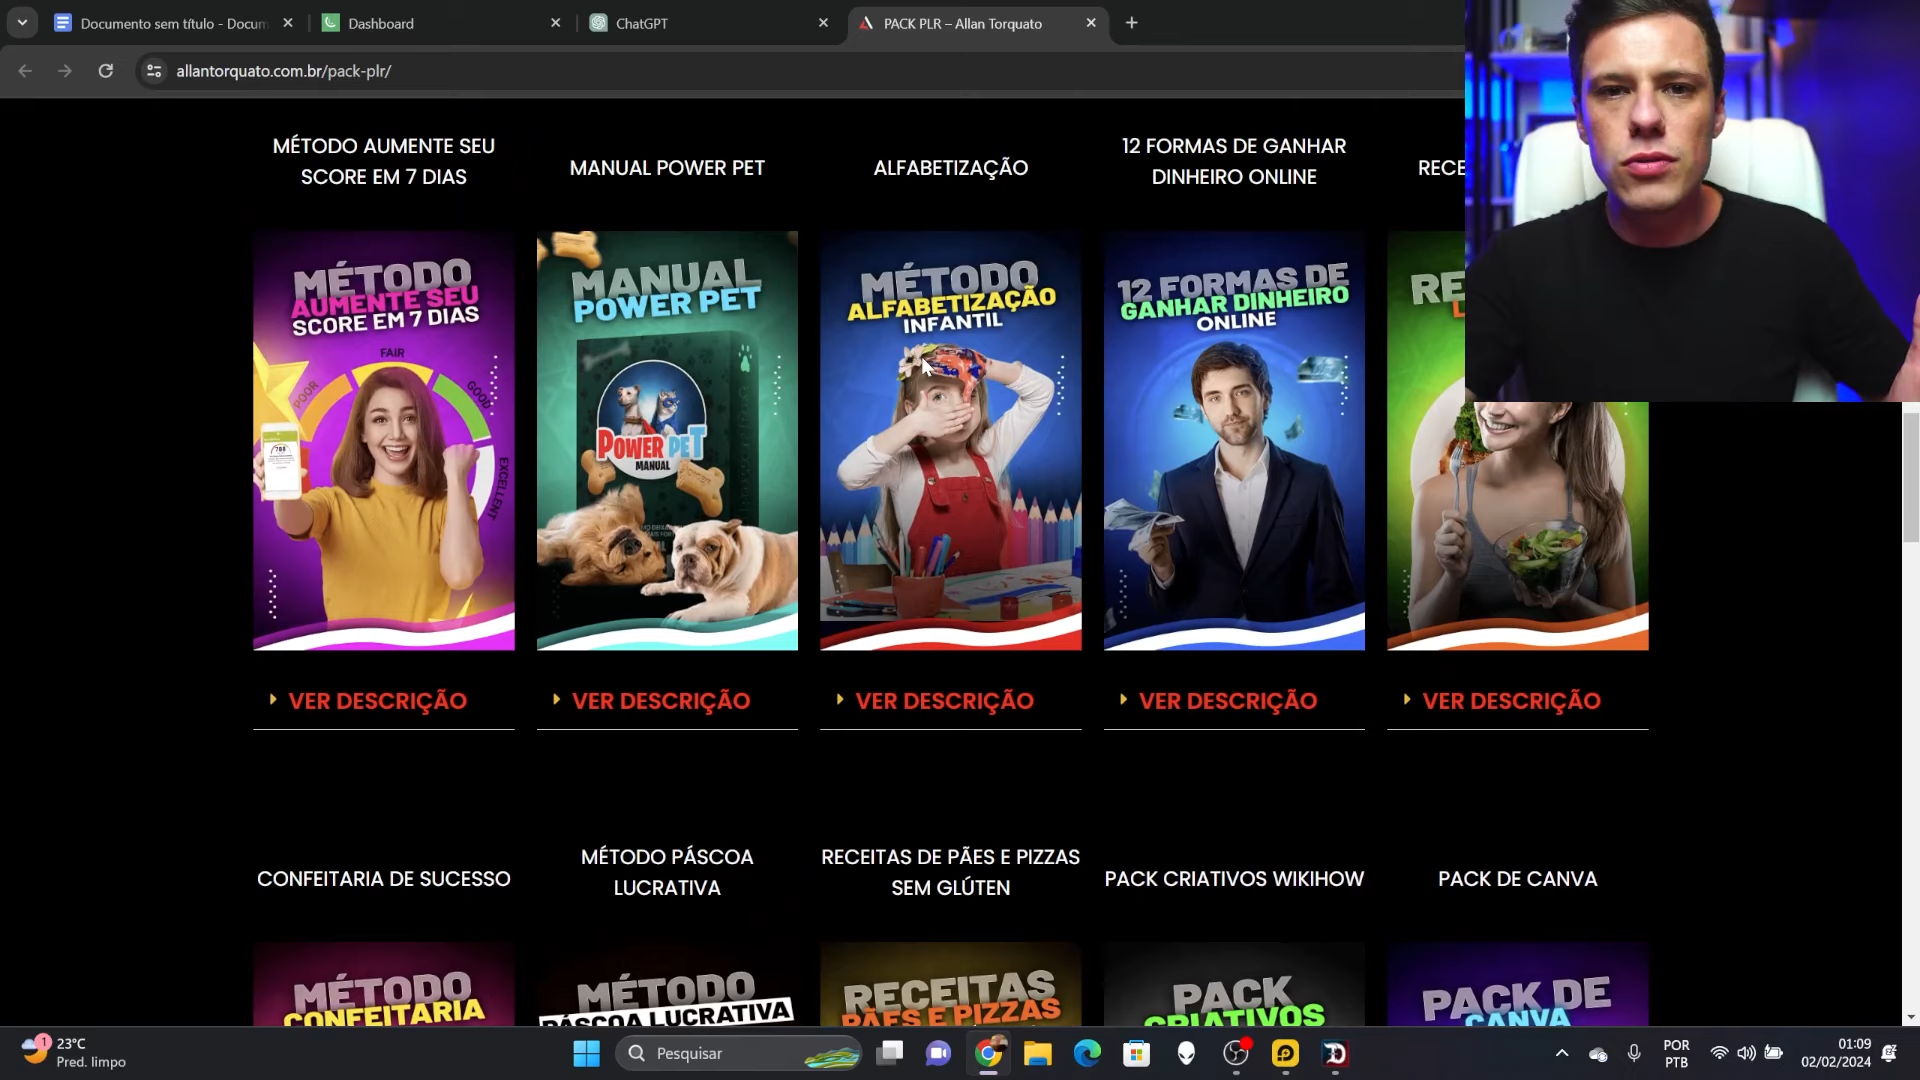 Documento sem título - Docum
Dashboard
ChatGPT
PACK PLR – Allan Torquato
allantorquato.com.br/pack-plr/
MÉTODO AUMENTE SEU
SCORE EM 7 DIAS
MANUAL POWER PET
ALFABETIZAÇÃO
12 FORMAS DE GANHAR
DINHEIRO ONLINE
RECE
MÉTODO
AUMENTE SEU
SCORE EM 7 DIAS
POOR
FAIR
GOOD
EXCELLENT
788
MANUAL
POWER PET
POWER PET
MANUAL
MÉTODO
ALFABETIZAÇÃO
INFANTIL
12 FORMAS DE
GANHAR DINHEIRO
ONLINE
RE
VER DESCRIÇÃO
VER DESCRIÇÃO
VER DESCRIÇÃO
VER DESCRIÇÃO
VER DESCRIÇÃO
CONFEITARIA DE SUCESSO
MÉTODO PÁSCOA
LUCRATIVA
RECEITAS DE PÃES E PIZZAS
SEM GLÚTEN
PACK CRIATIVOS WIKIHOW
PACK DE CANVA
MÉTODO
CONFEITARIA
MÉTODO
PÁSCOA LUCRATIVA
RECEITAS
PÃES E PIZZAS
PACK
CRIATIVOS
PACK DE
CANVA
1
23°C
Pred. limpo
Pesquisar
POR
PTB
01:09
02/02/2024